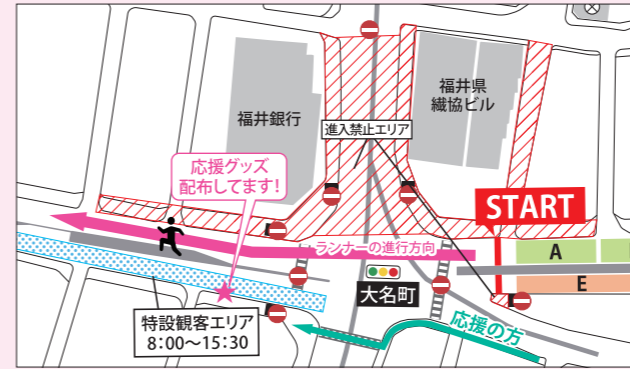 福井銀行
福井県
繊協ビル
進入禁止エリア
応援グッズ
配布してます!
START
ランナーの進行方向
A
E
大名町
特設観客エリア
8:00〜15:30
応援の方